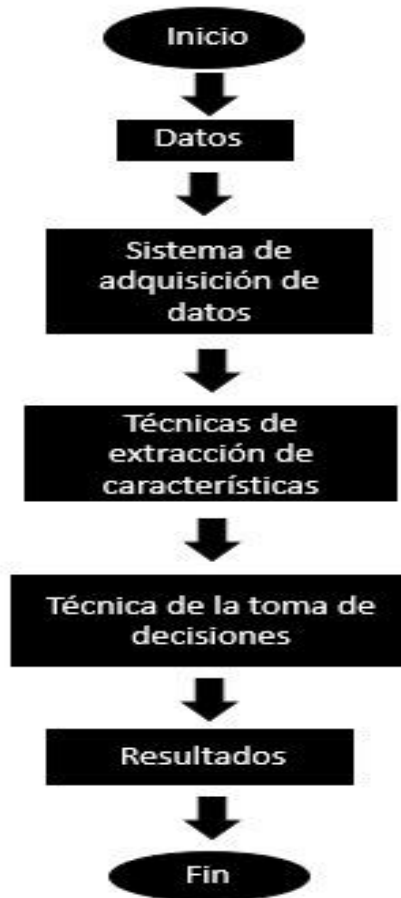 Inicio
Datos
Sistema de
adquisición de
datos
Técnicas de
extracción de
características
Técnica de la toma de
decisiones
Resultados
Fin